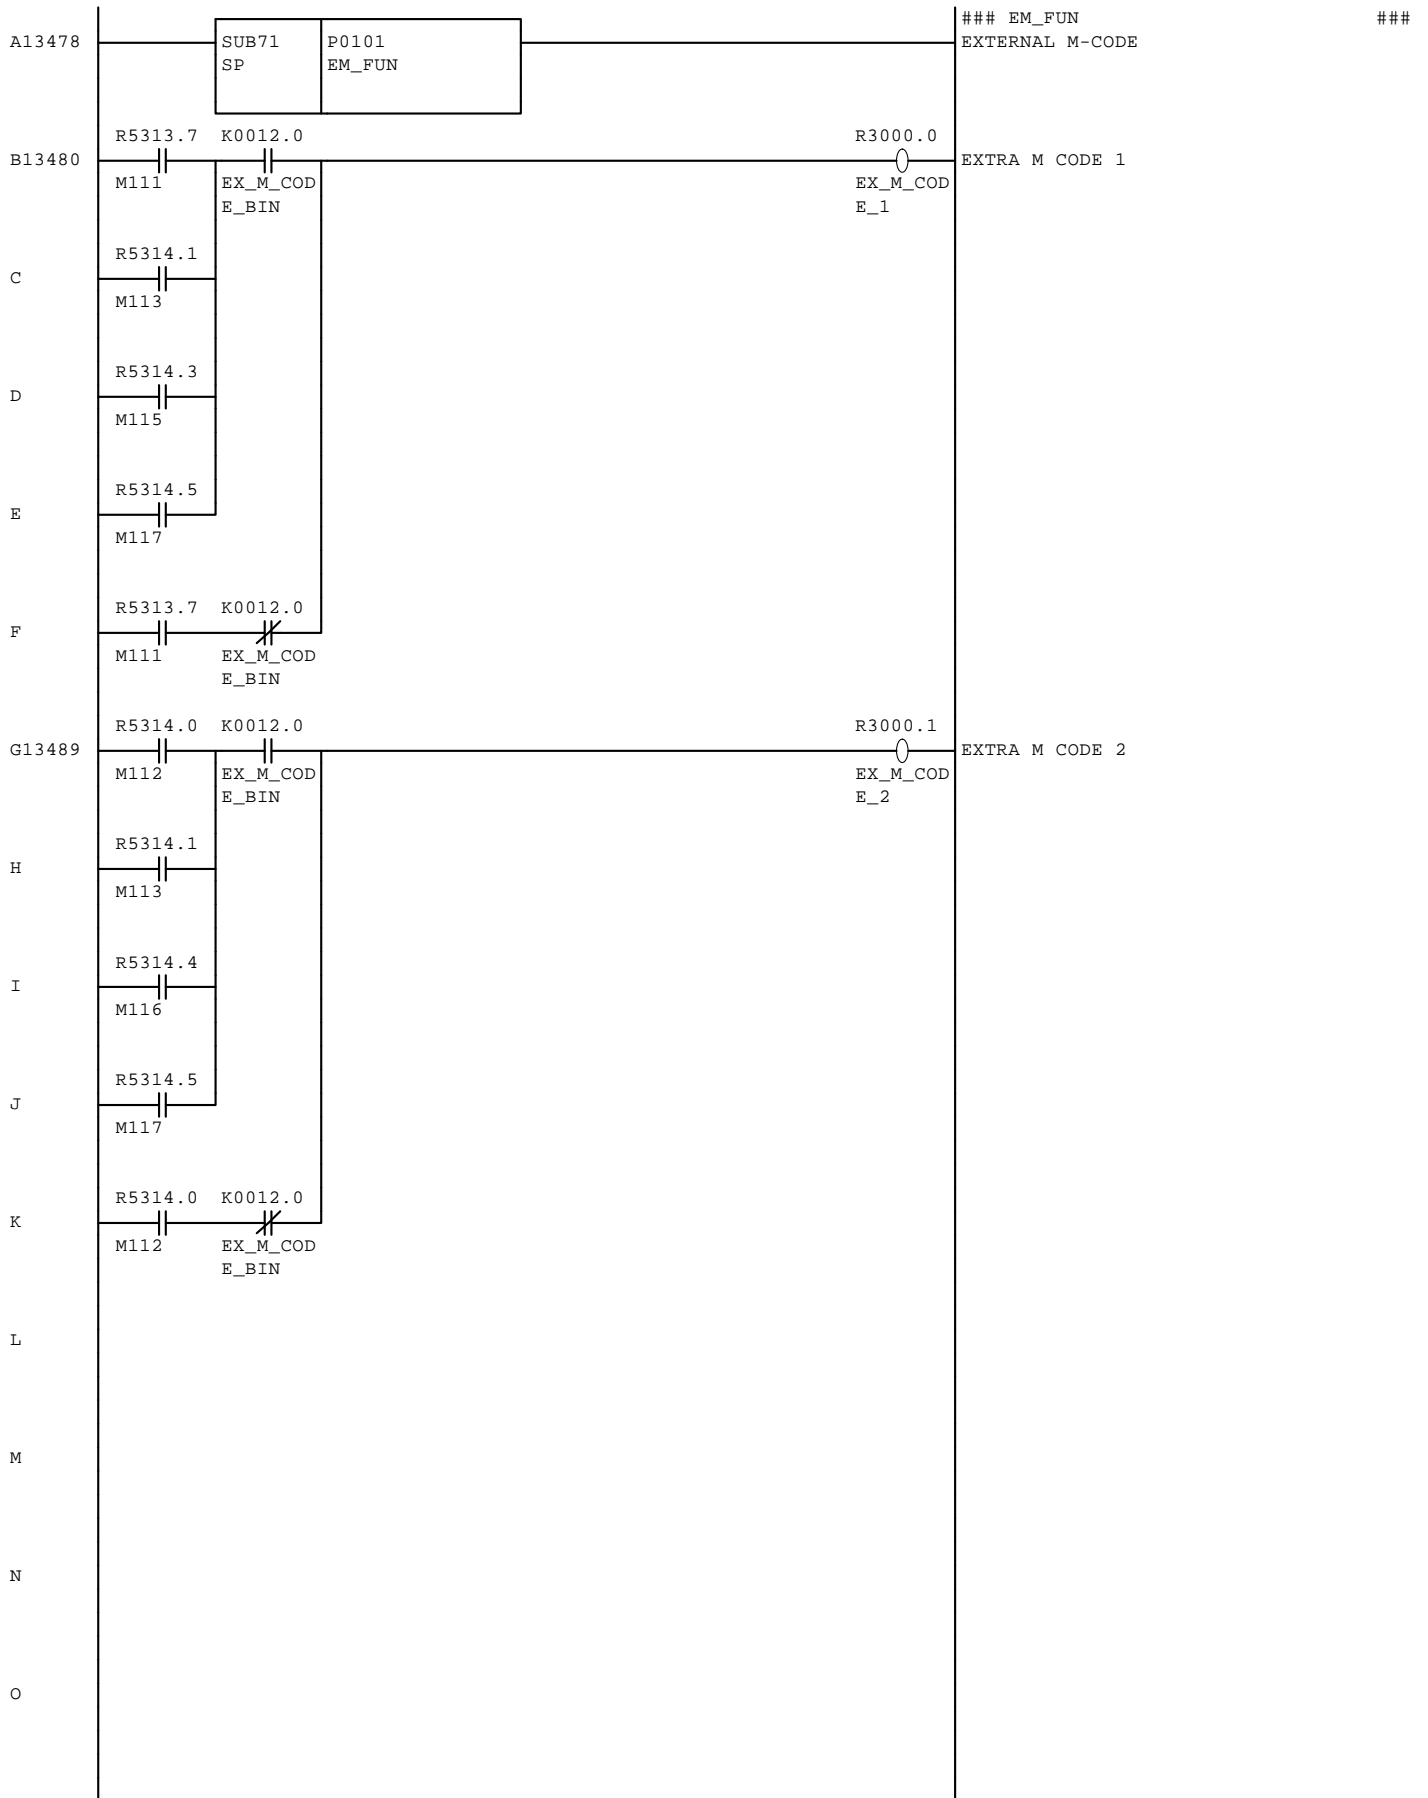 ### EM_FUN ###
A13478 SUB71 P0101 EXTERNAL M-CODE
SP EM_FUN
R5313.7 K0012.0 R3000.0
B13480 EXTRA M CODE 1
M111 EX_M_COD EX_M_COD
E_BIN E_1
R5314.1
C
M113
R5314.3
D
M115
R5314.5
E
M117
R5313.7 K0012.0
F
M111 EX_M_COD
E_BIN
R5314.0 K0012.0 R3000.1
G13489 EXTRA M CODE 2
M112 EX_M_COD EX_M_COD
E_BIN E_2
R5314.1
H
M113
R5314.4
I
M116
R5314.5
J
M117
R5314.0 K0012.0
K
M112 EX_M_COD
E_BIN
L
M
N
O